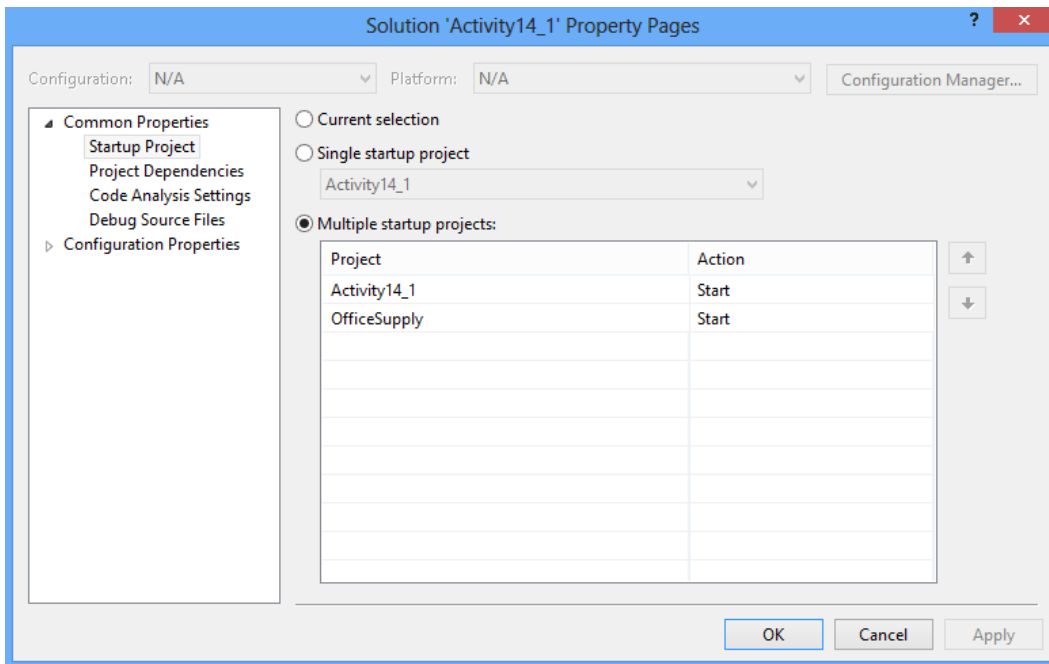 Solution 'Activity14_1' Property Pages
? ×
Configuration: N/A Platform: N/A Configuration Manager...
Common Properties
Startup Project
Project Dependencies
Code Analysis Settings
Debug Source Files
Configuration Properties
Current selection
Single startup project
Activity14_1
Multiple startup projects:
Project Action
Activity14_1 Start
OfficeSupply Start
OK Cancel Apply